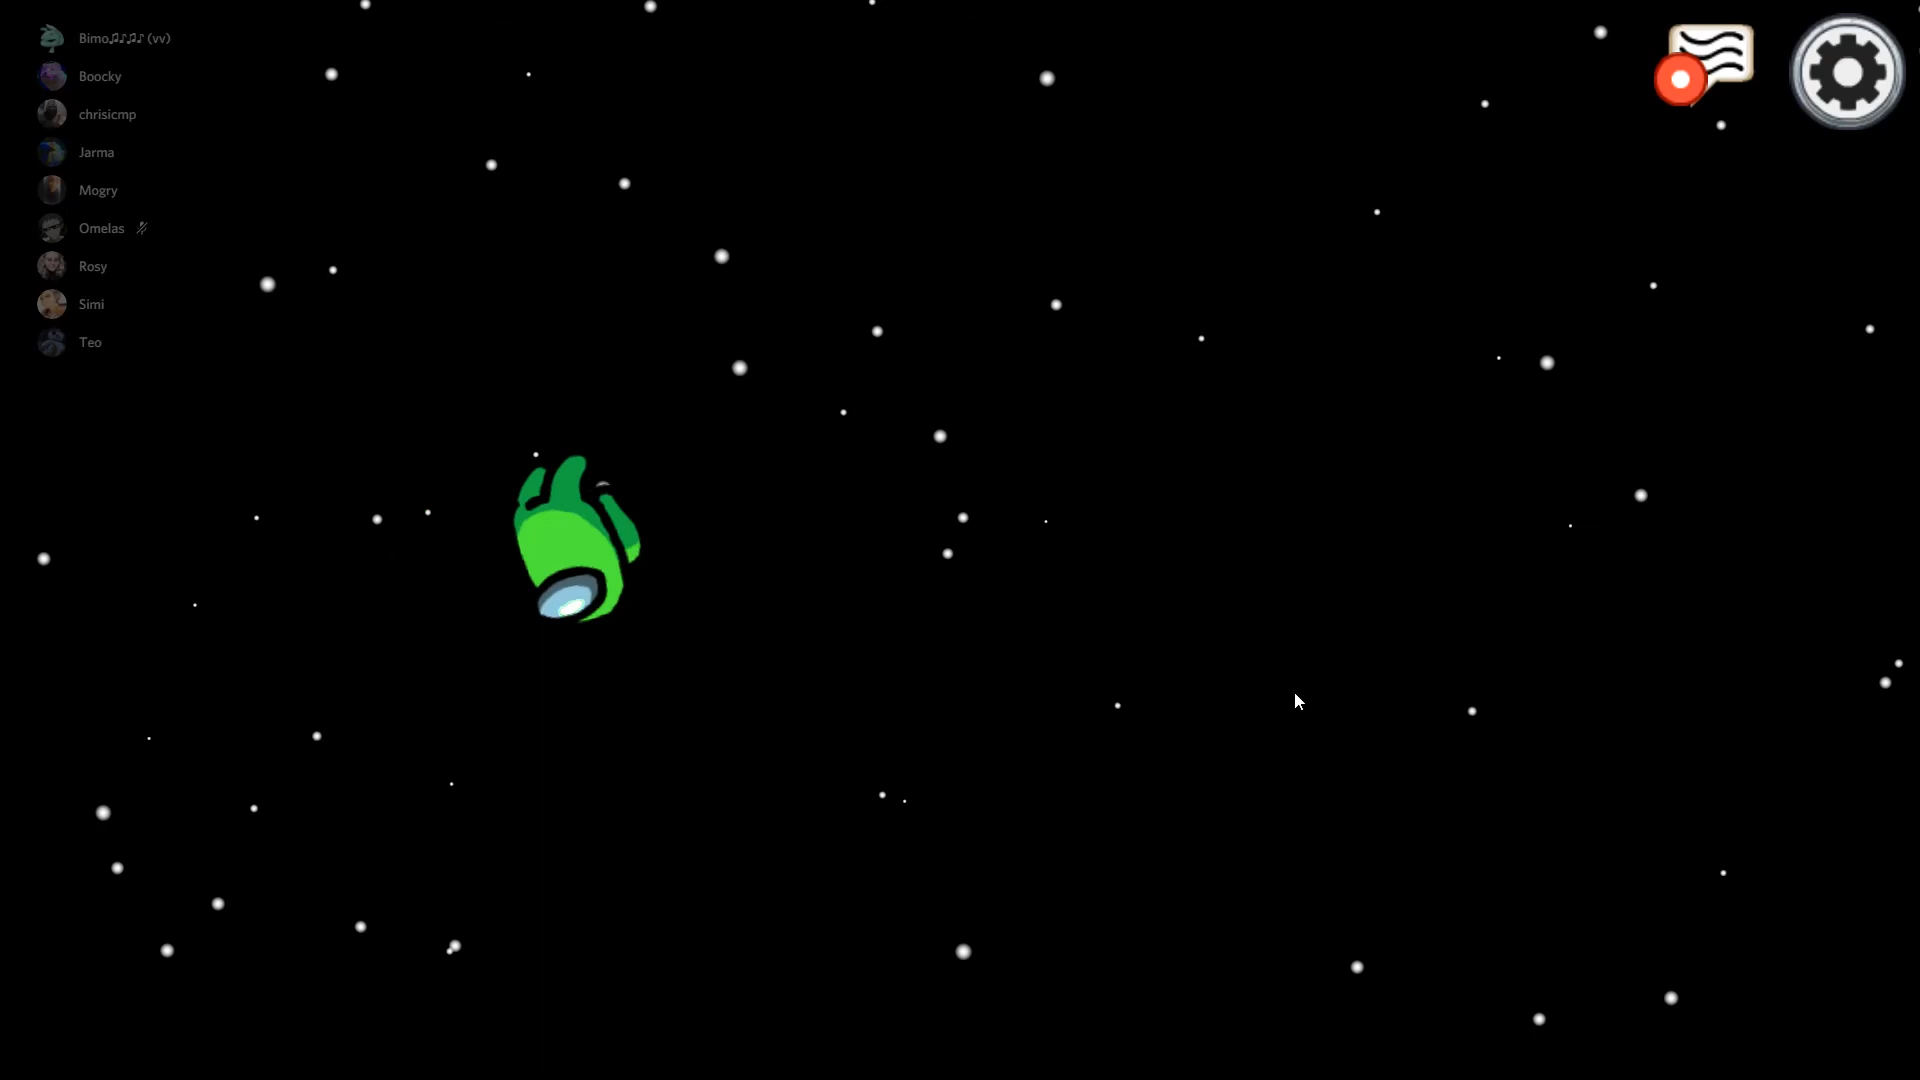 Bimo♫♪♫♪ (vv)
Boocky
chrisicmp
Jarma
Mogry
Omelas
Rosy
Simi
Teo